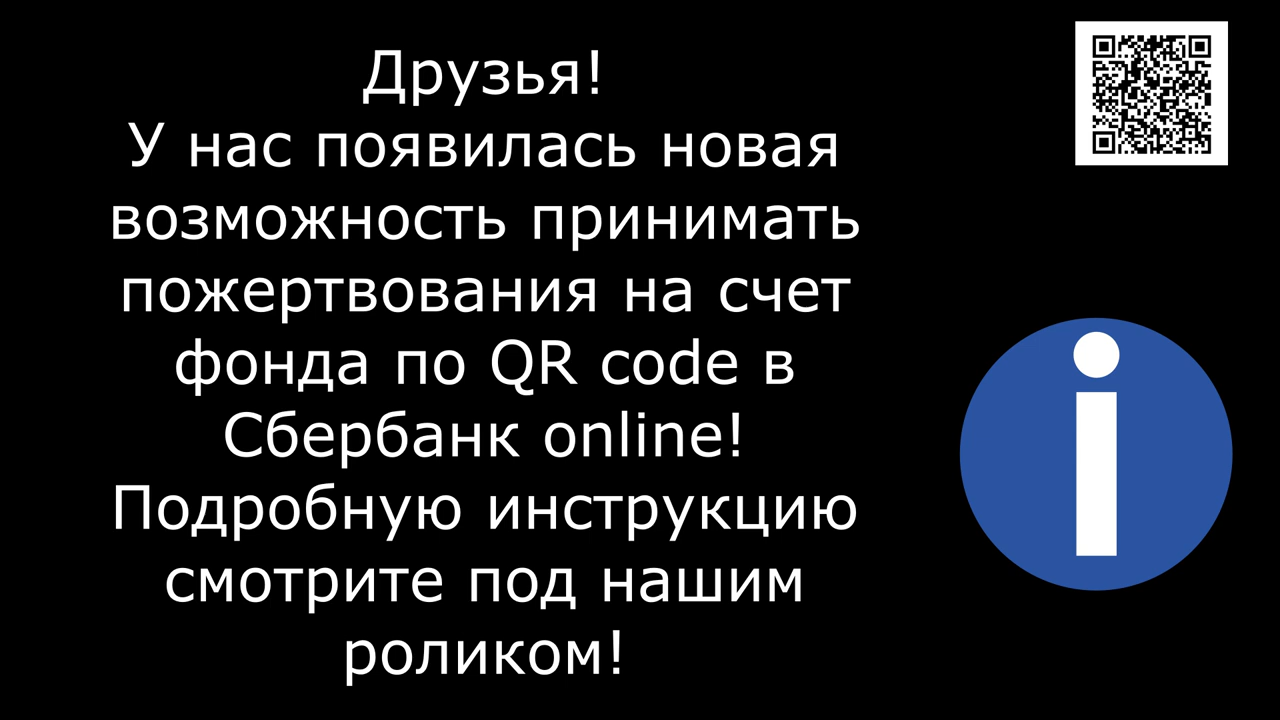 Друзья!
У нас появилась новая
возможность принимать
пожертвования на счет
фонда по QR code в
Сбербанк online!
Подробную инструкцию
смотрите под нашим
роликом!